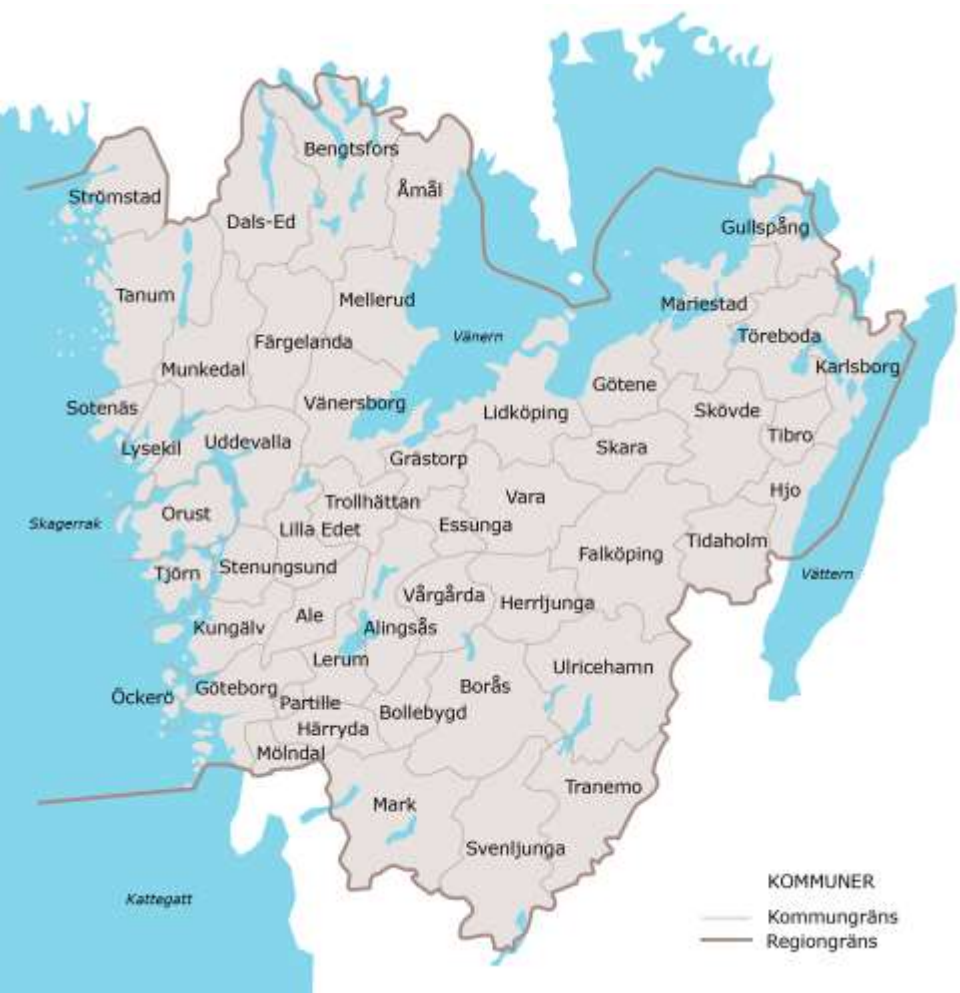 Bengtsfors
Åmål
Strömstad
Dals-Ed
Gullspång
Tanum
Mellerud
Mariestad
Vänern
Töreboda
Färgelanda
Munkedal
Karlsborg
Götene
Vänersborg
Sotenäs
Lidköping
Skövde
Tibro
Lysekil
Uddevalla
Skara
Grästorp
Hjo
Vara
Trollhättan
Orust
Skagerrak
Essunga
Lilla Edet
Tidaholm
Falköping
Stenungsund
Tjörn
Vättern
Vårgårda
Herrljunga
Ale
Kungälv
Alingsås
Lerum
Ulricehamn
Borås
Göteborg
Öckerö
Partille
Bollebygd
Härryda
Mölndal
Tranemo
Mark
Svenljunga
Kattegatt
KOMMUNER
Kommungräns
Regiongräns